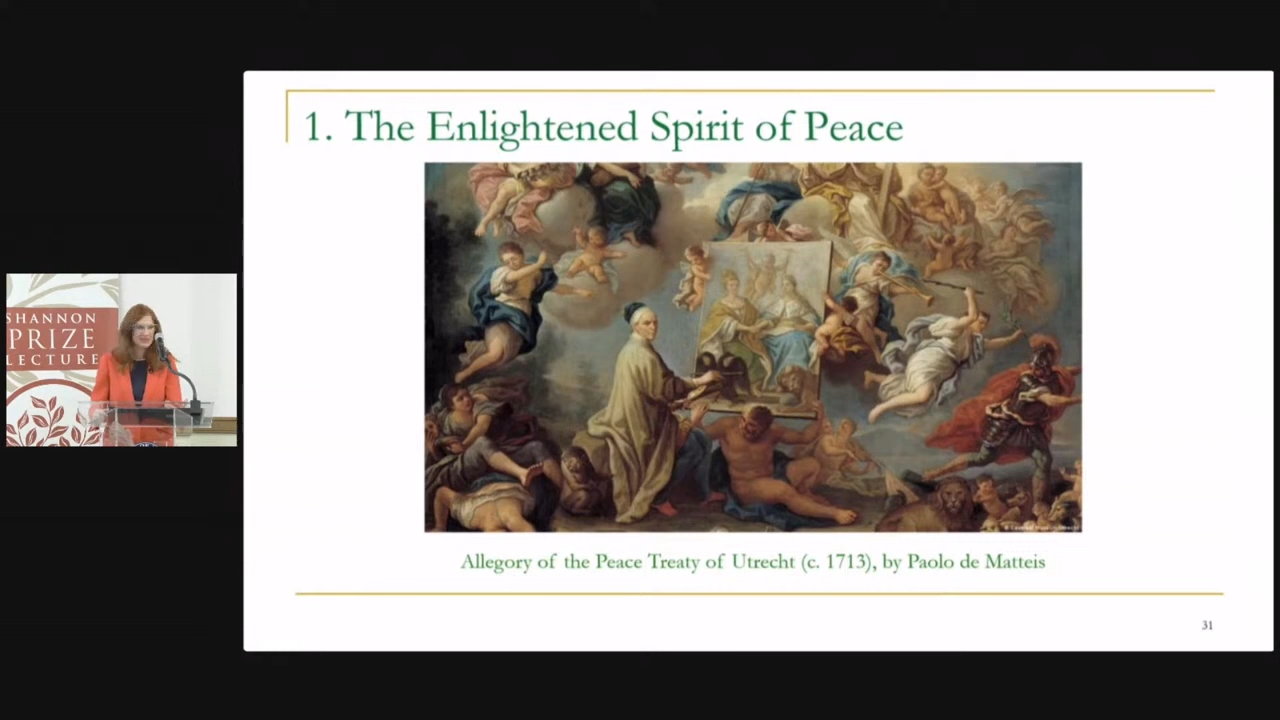 1. The Enlightened Spirit of Peace
SHANNON
PRIZE
LECTURE
Allegory of the Peace Treaty of Utrecht (c. 1713), by Paolo de Matteis
31